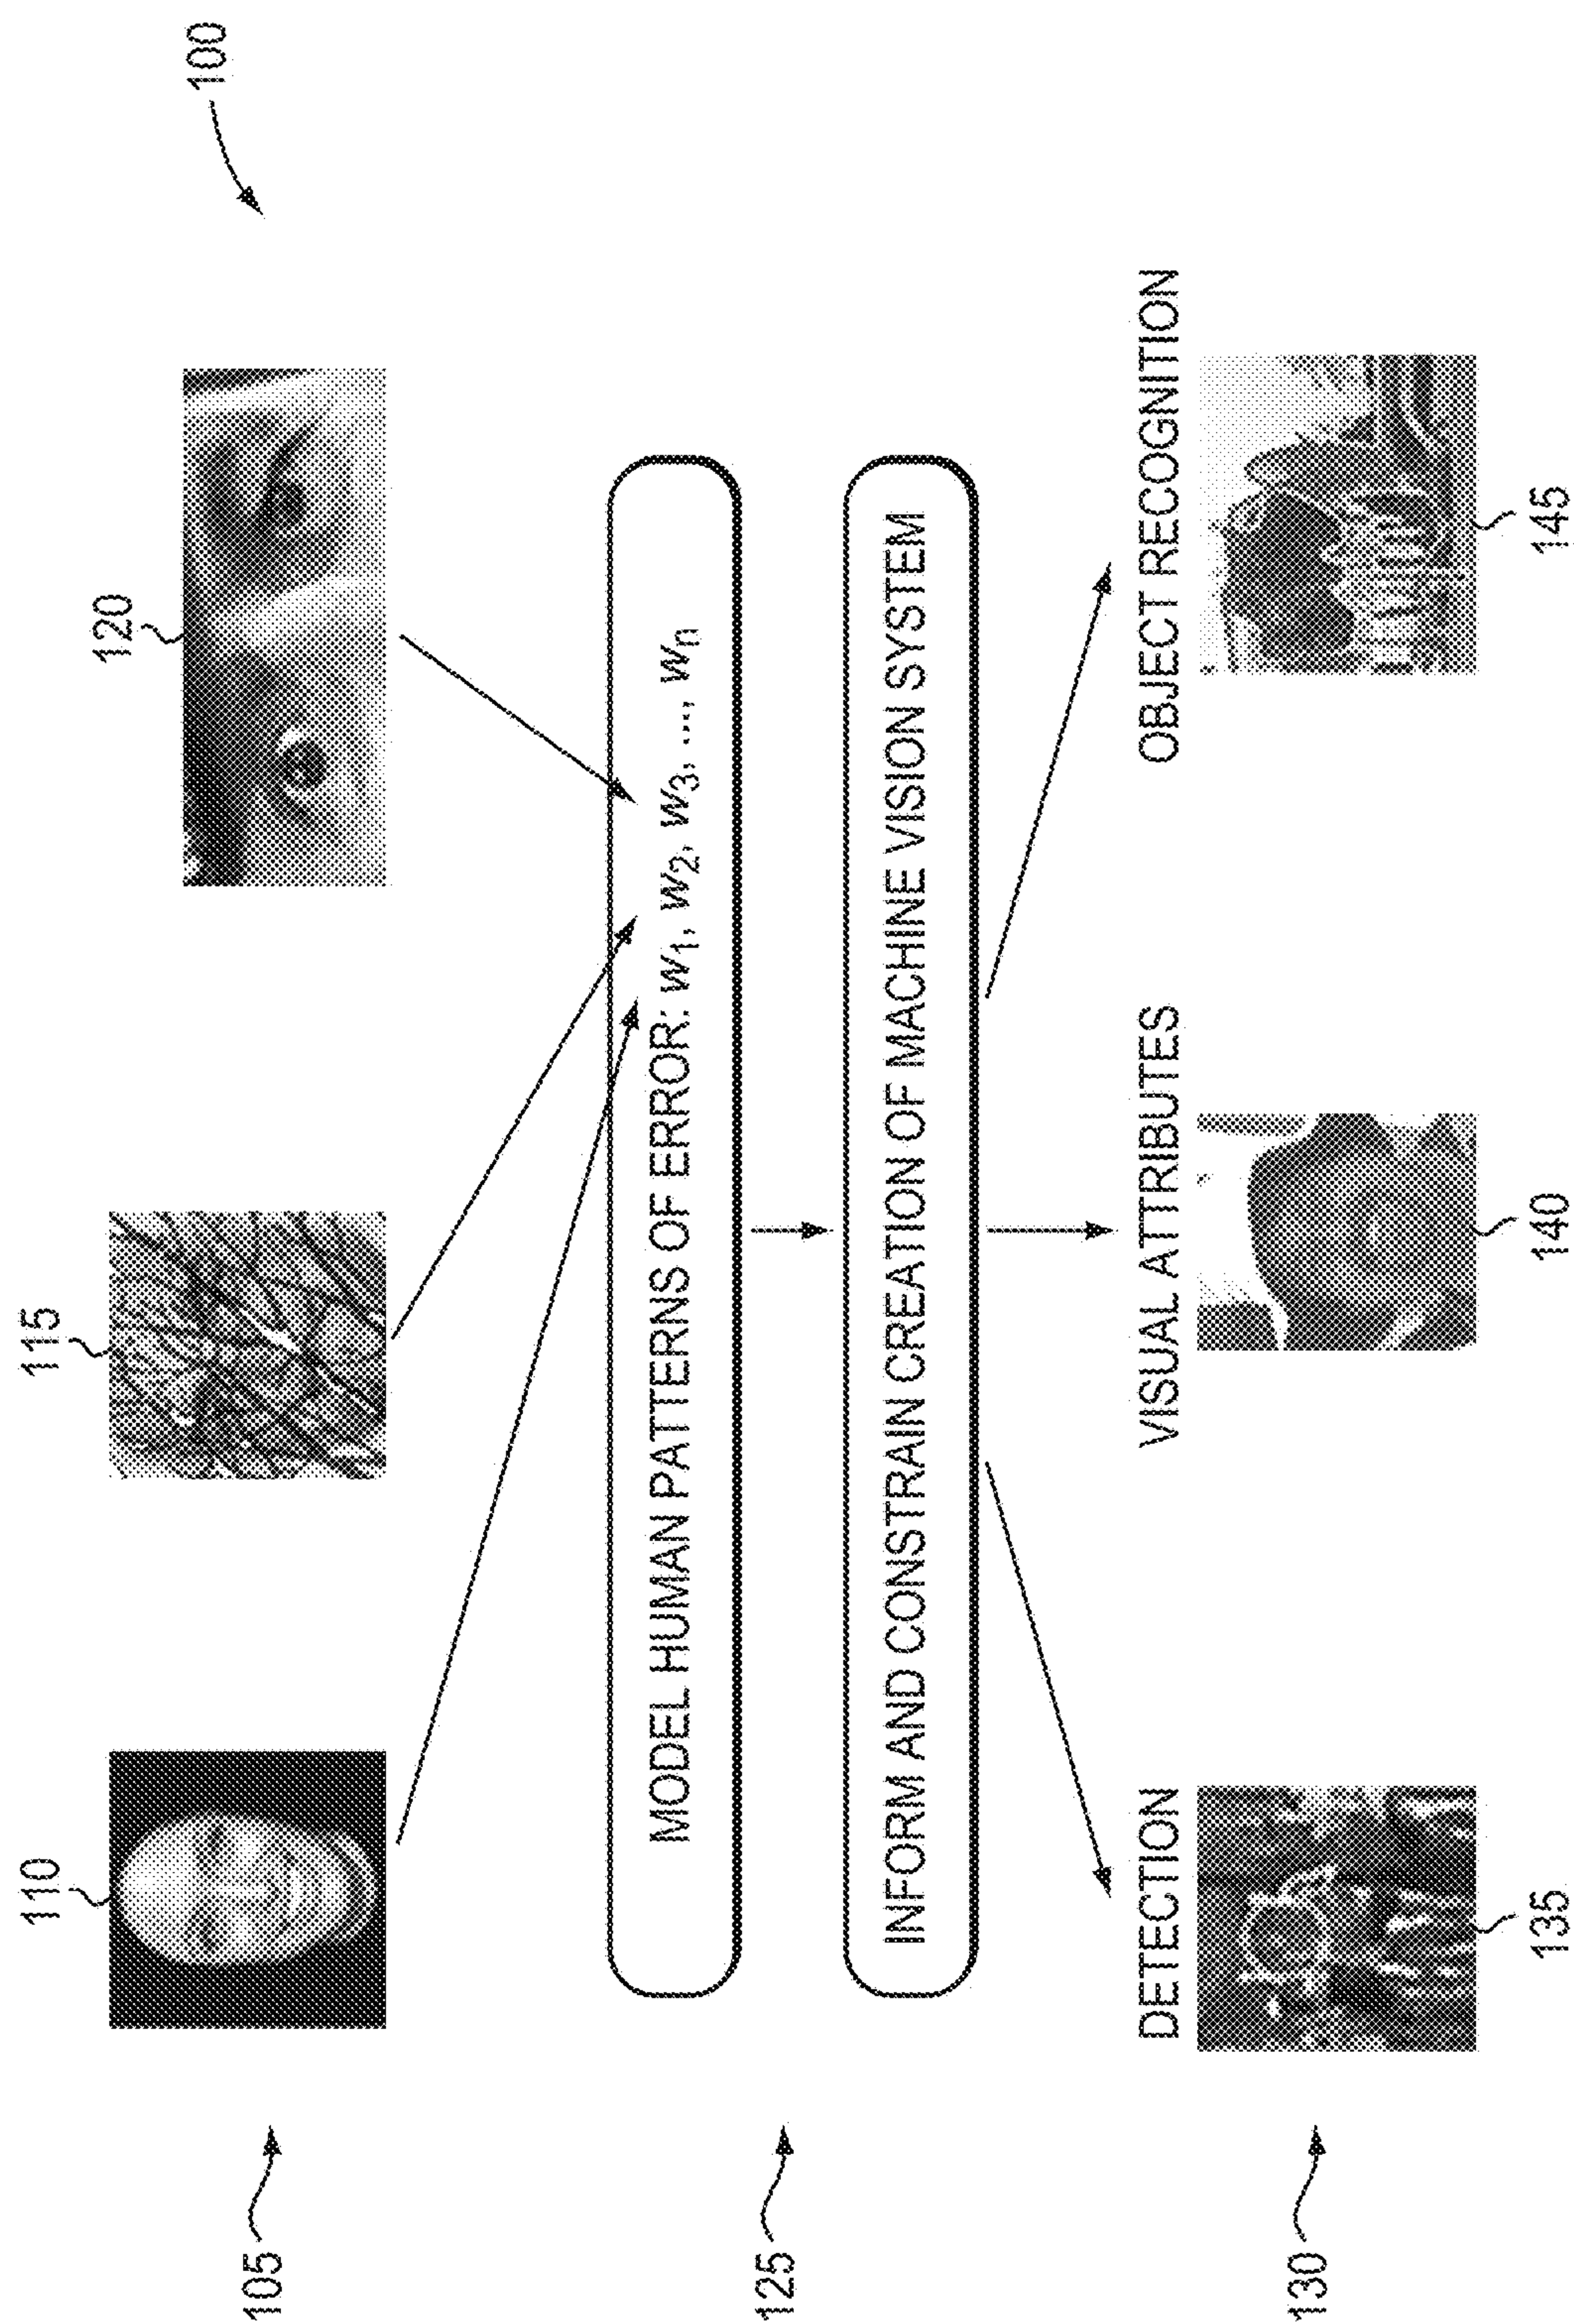 100
110
115
120
105
MODEL HUMAN PATTERNS OF ERROR: w1, w2, w3, ..., wn
125
INFORM AND CONSTRAIN CREATION OF MACHINE VISION SYSTEM
DETECTION
VISUAL ATTRIBUTES
OBJECT RECOGNITION
130
135
140
145